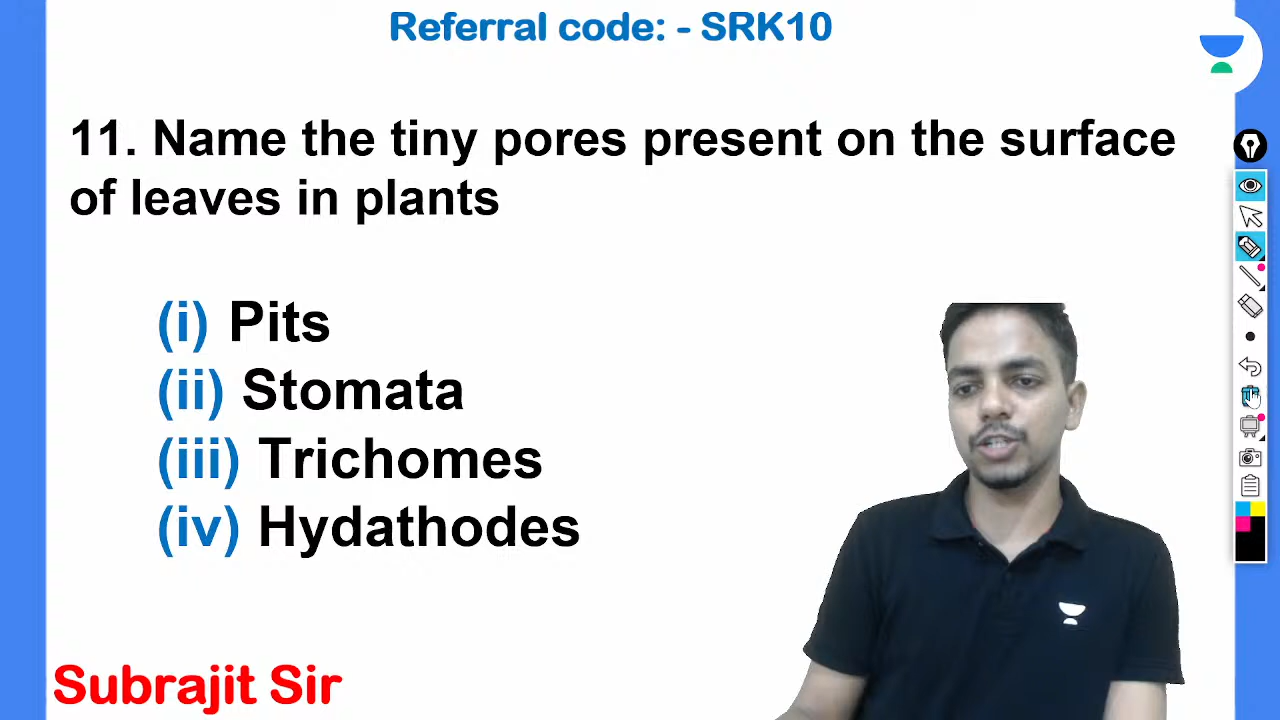 Referral code: - SRK10
11. Name the tiny pores present on the surface
of leaves in plants
(i) Pits
(ii) Stomata
(iii) Trichomes
(iv) Hydathodes
Subrajit Sir